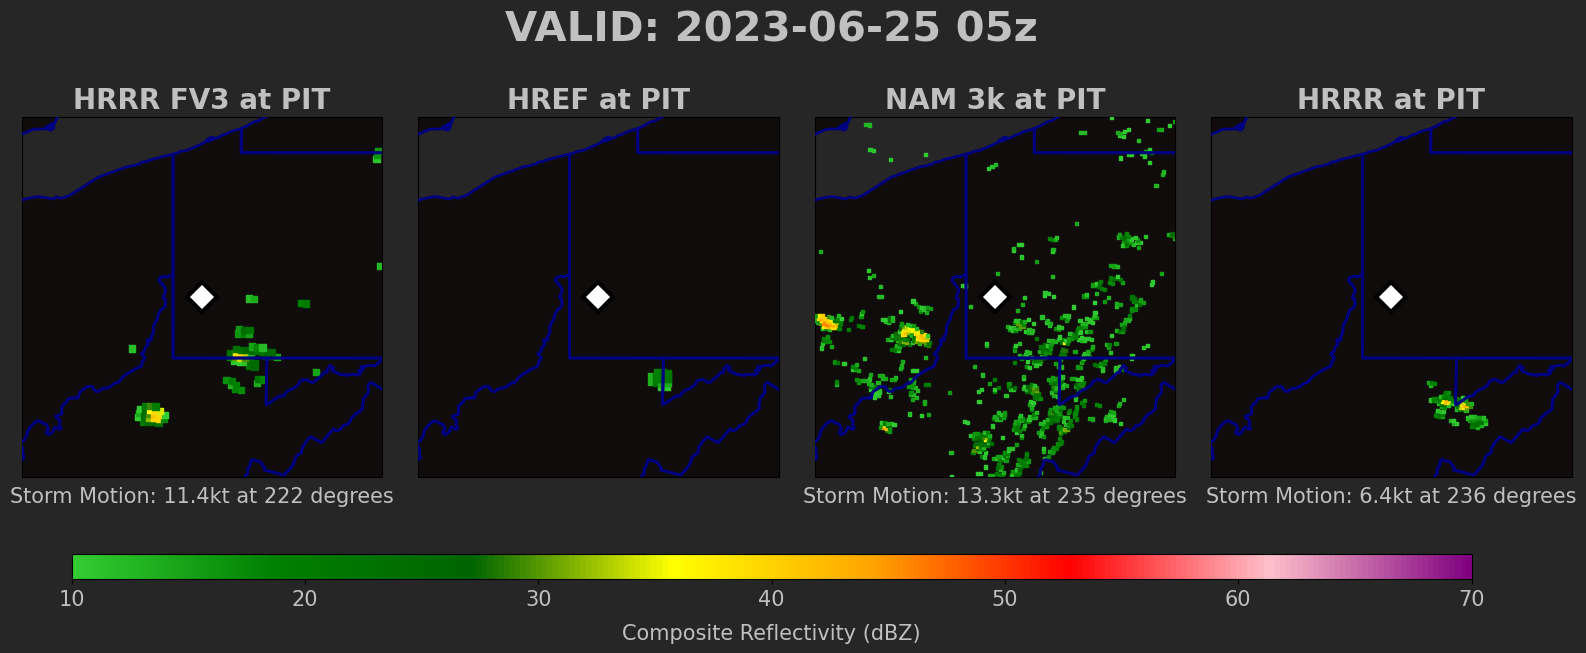 VALID: 2023-06-25 05z
HRRR FV3 at PIT
HREF at PIT
NAM 3k at PIT
HRRR at PIT
Storm Motion: 11.4kt at 222 degrees
Storm Motion: 13.3kt at 235 degrees
Storm Motion: 6.4kt at 236 degrees
10 20 30 40 50 60 70
Composite Reflectivity (dBZ)